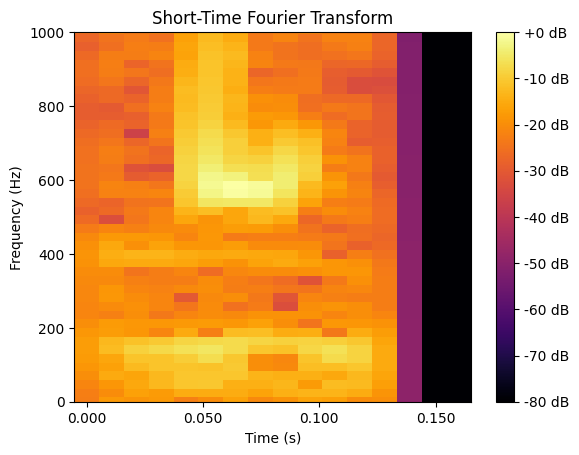 Short-Time Fourier Transform
Frequency (Hz)
1000
800
600
400
200
0
0.000
0.050
0.100
0.150
Time (s)
+0 dB
-10 dB
-20 dB
-30 dB
-40 dB
-50 dB
-60 dB
-70 dB
-80 dB